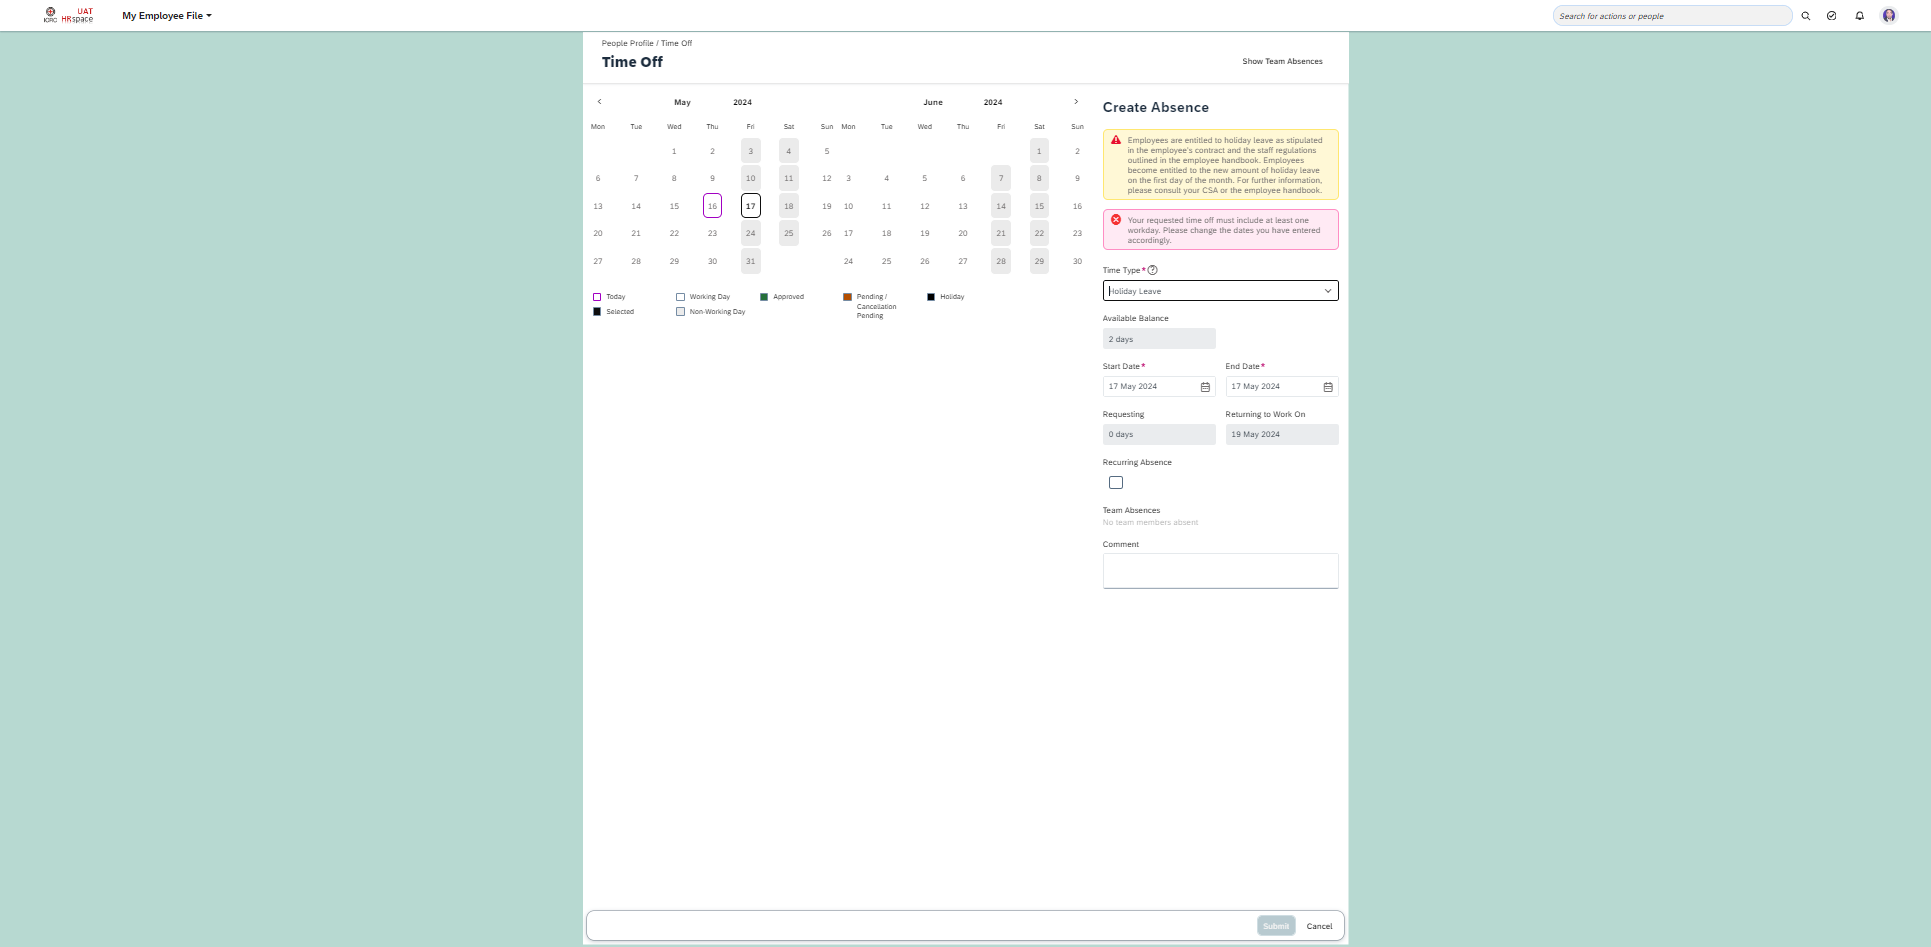 ICRC
UAT
HRspace
My Employee File
Search for actions or people
People Profile / Time Off
Time Off
Show Team Absences
May 2024
June 2024
Mon Tue Wed Thu Fri Sat Sun
Mon Tue Wed Thu Fri Sat Sun
1 2 3 4 5
1 2
6 7 8 9 10 11 12
3 4 5 6 7 8 9
13 14 15 16 17 18 19
10 11 12 13 14 15 16
20 21 22 23 24 25 26
17 18 19 20 21 22 23
27 28 29 30 31
24 25 26 27 28 29 30
Today
Working Day
Approved
Pending /
Cancellation
Pending
Holiday
Selected
Non-Working Day
Create Absence
Employees are entitled to holiday leave as stipulated
in the employee's contract and the staff regulations
outlined in the employee handbook. Employees
become entitled to the new amount of holiday leave
on the first day of the month. For further information,
please consult your CSA or the employee handbook.
Your requested time off must include at least one
workday. Please change the dates you have entered
accordingly.
Time Type*
Holiday Leave
Available Balance
2 days
Start Date*
End Date*
17 May 2024
17 May 2024
Requesting
Returning to Work On
0 days
19 May 2024
Recurring Absence
Team Absences
No team members absent
Comment
Submit
Cancel